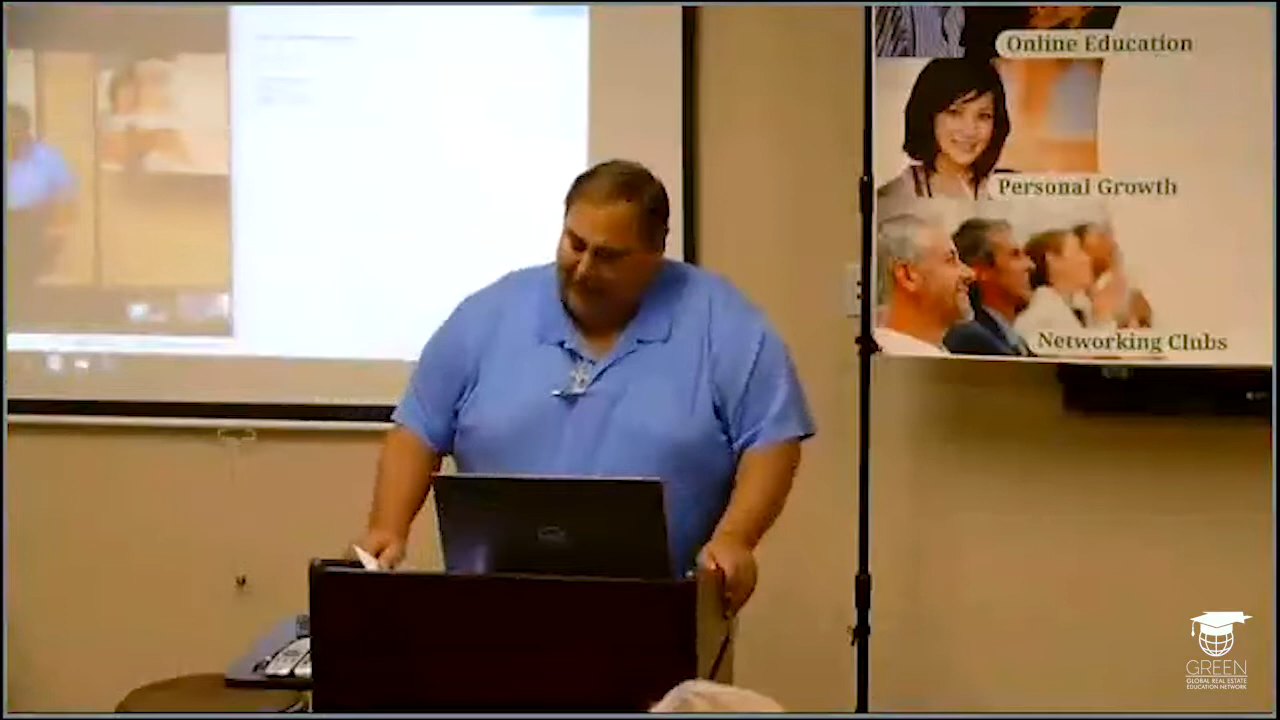 Online Education
Personal Growth
Networking Clubs
GREEN
GLOBAL REAL ESTATE
EDUCATION NETWORK